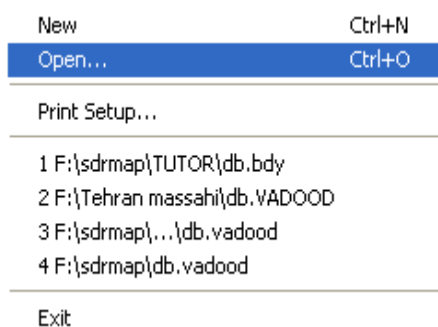 New Ctrl+N
Open... Ctrl+O
Print Setup...
1 F:\sdrmap\TUTOR\db.bdy
2 F:\Tehran massahi\db.VADOOD
3 F:\sdrmap\...\db.vadood
4 F:\sdrmap\db.vadood
Exit